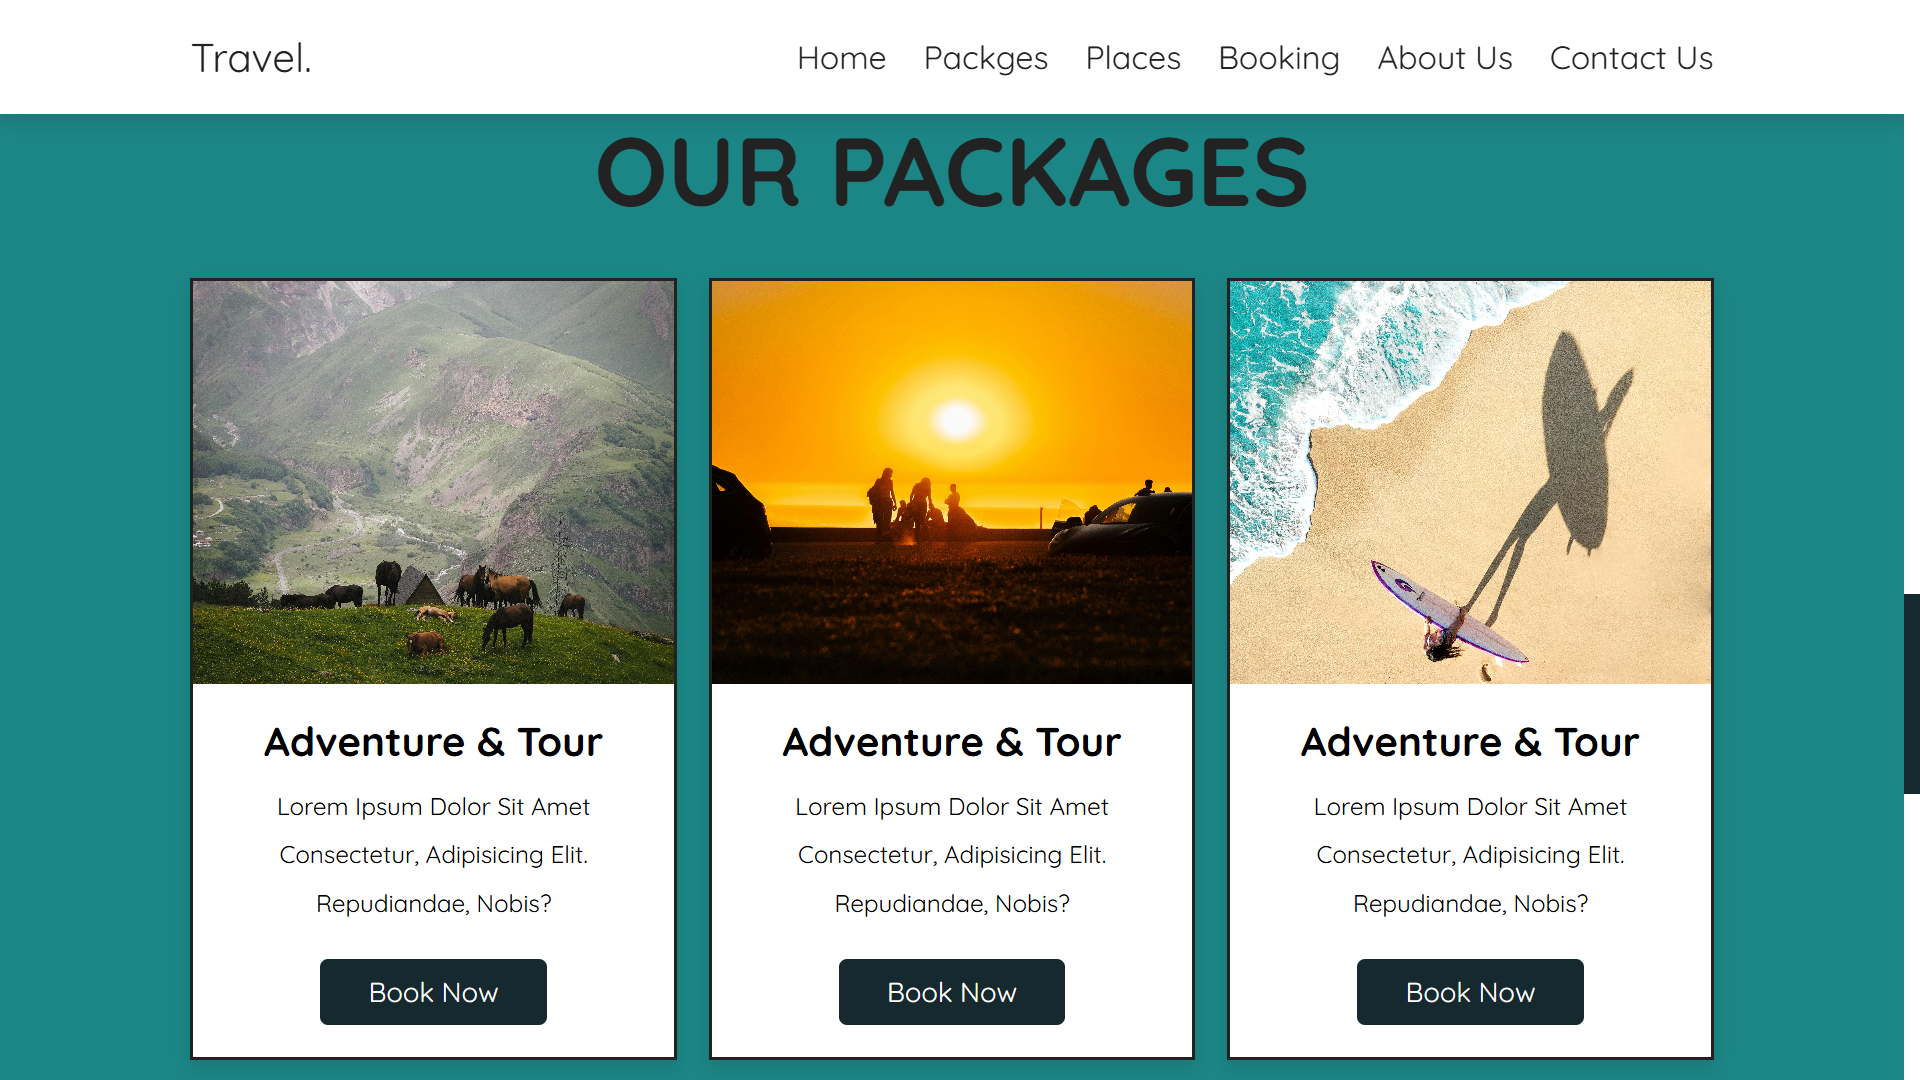 Travel.
Home Packges Places Booking About Us Contact Us
OUR PACKAGES
Adventure & Tour
Lorem Ipsum Dolor Sit Amet
Consectetur, Adipisicing Elit.
Repudiandae, Nobis?
Book Now
Adventure & Tour
Lorem Ipsum Dolor Sit Amet
Consectetur, Adipisicing Elit.
Repudiandae, Nobis?
Book Now
Adventure & Tour
Lorem Ipsum Dolor Sit Amet
Consectetur, Adipisicing Elit.
Repudiandae, Nobis?
Book Now